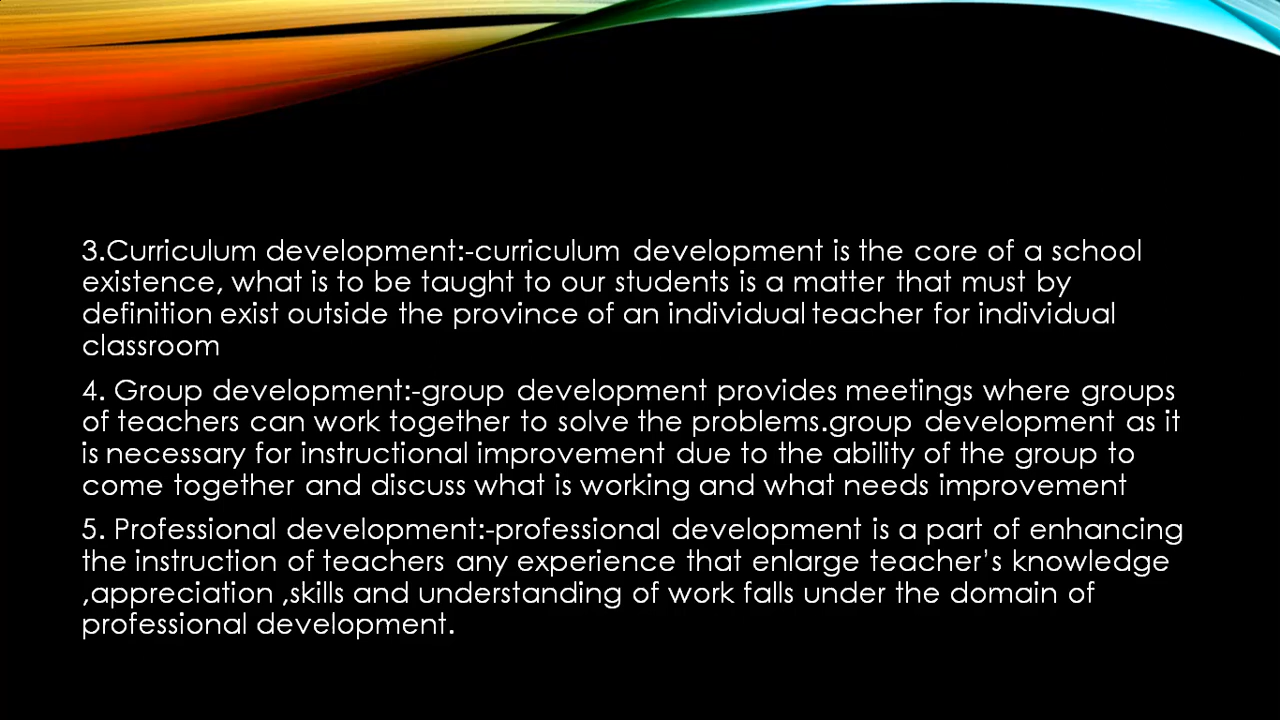 3.Curriculum development:-curriculum development is the core of a school
existence, what is to be taught to our students is a matter that must by
definition exist outside the province of an individual teacher for individual
classroom
4. Group development:-group development provides meetings where groups
of teachers can work together to solve the problems.group development as it
is necessary for instructional improvement due to the ability of the group to
come together and discuss what is working and what needs improvement
5. Professional development:-professional development is a part of enhancing
the instruction of teachers any experience that enlarge teacher’s knowledge
,appreciation ,skills and understanding of work falls under the domain of
professional development.